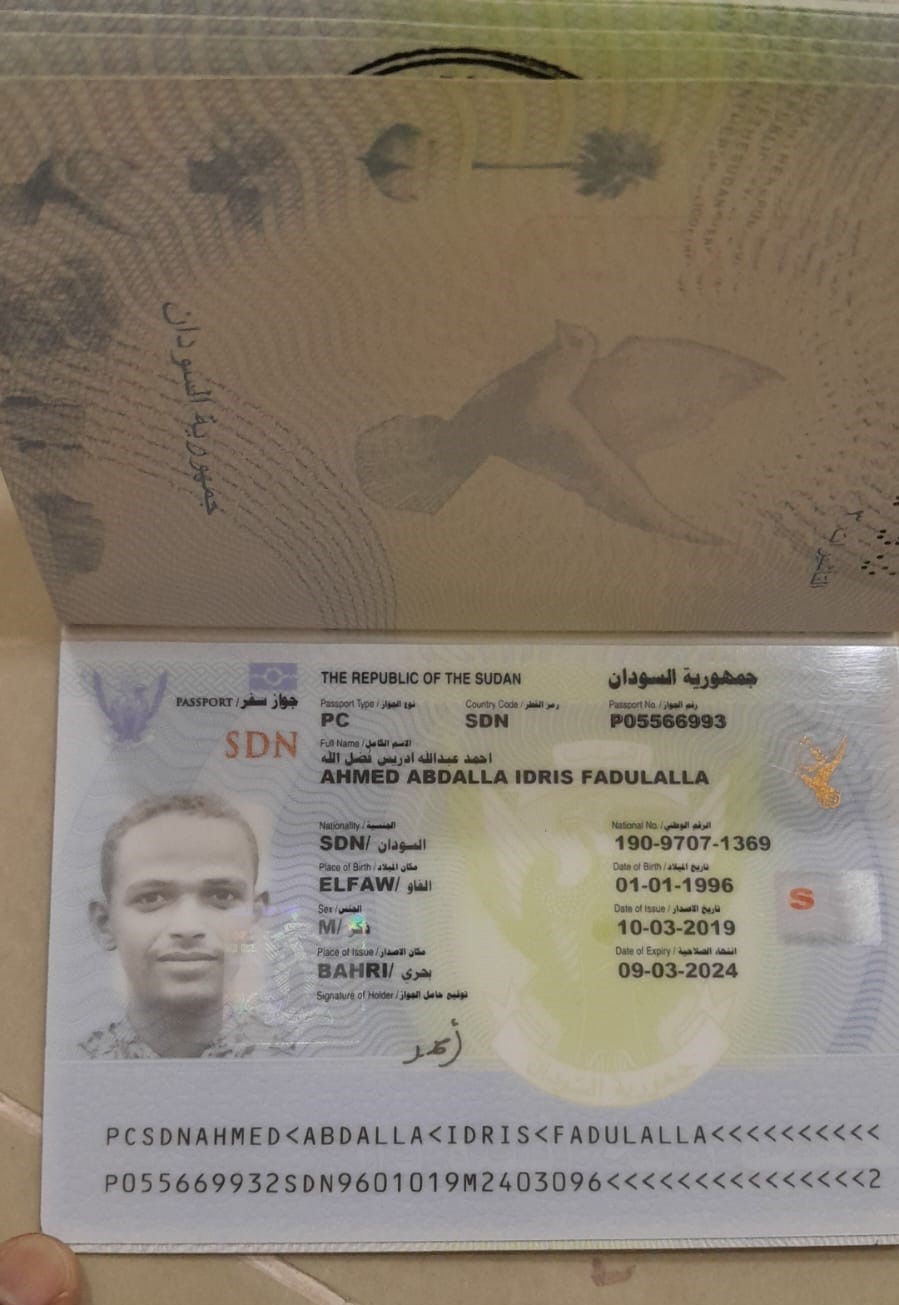 جمهورية السودان
THE REPUBLIC OF THE SUDAN جمهورية السودان
PASSPORT / جواز سفر
Passport Type / نوع الجواز Country Code / رمز القطر Passport No. / رقم الجواز
PC SDN P05566993
SDN
Full Name / الاسم الكامل
احمد عبدالله ادريس فضل الله
AHMED ABDALLA IDRIS FADULALLA
Nationality / الجنسية National No. / الرقم الوطني
SDN/ السودان 190-9707-1369
Place of Birth / مكان الميلاد Date of Birth / تاريخ الميلاد
ELFAW/ الفاو 01-01-1996
Sex / الجنس Date of Issue / تاريخ الاصدار
M/ ذكر 10-03-2019
S
Place of Issue / مكان الاصدار Date of Expiry / انتهاء الصلاحية
BAHRI/ بحري 09-03-2024
Signature of Holder / توقيع حامل الجواز
أحمد
جمهورية السودان
PCSDNAHMED<ABDALLA<IDRIS<FADULALLA<<<<<<<<<<
P055669932SDN9601019M2403096<<<<<<<<<<<<<<<2